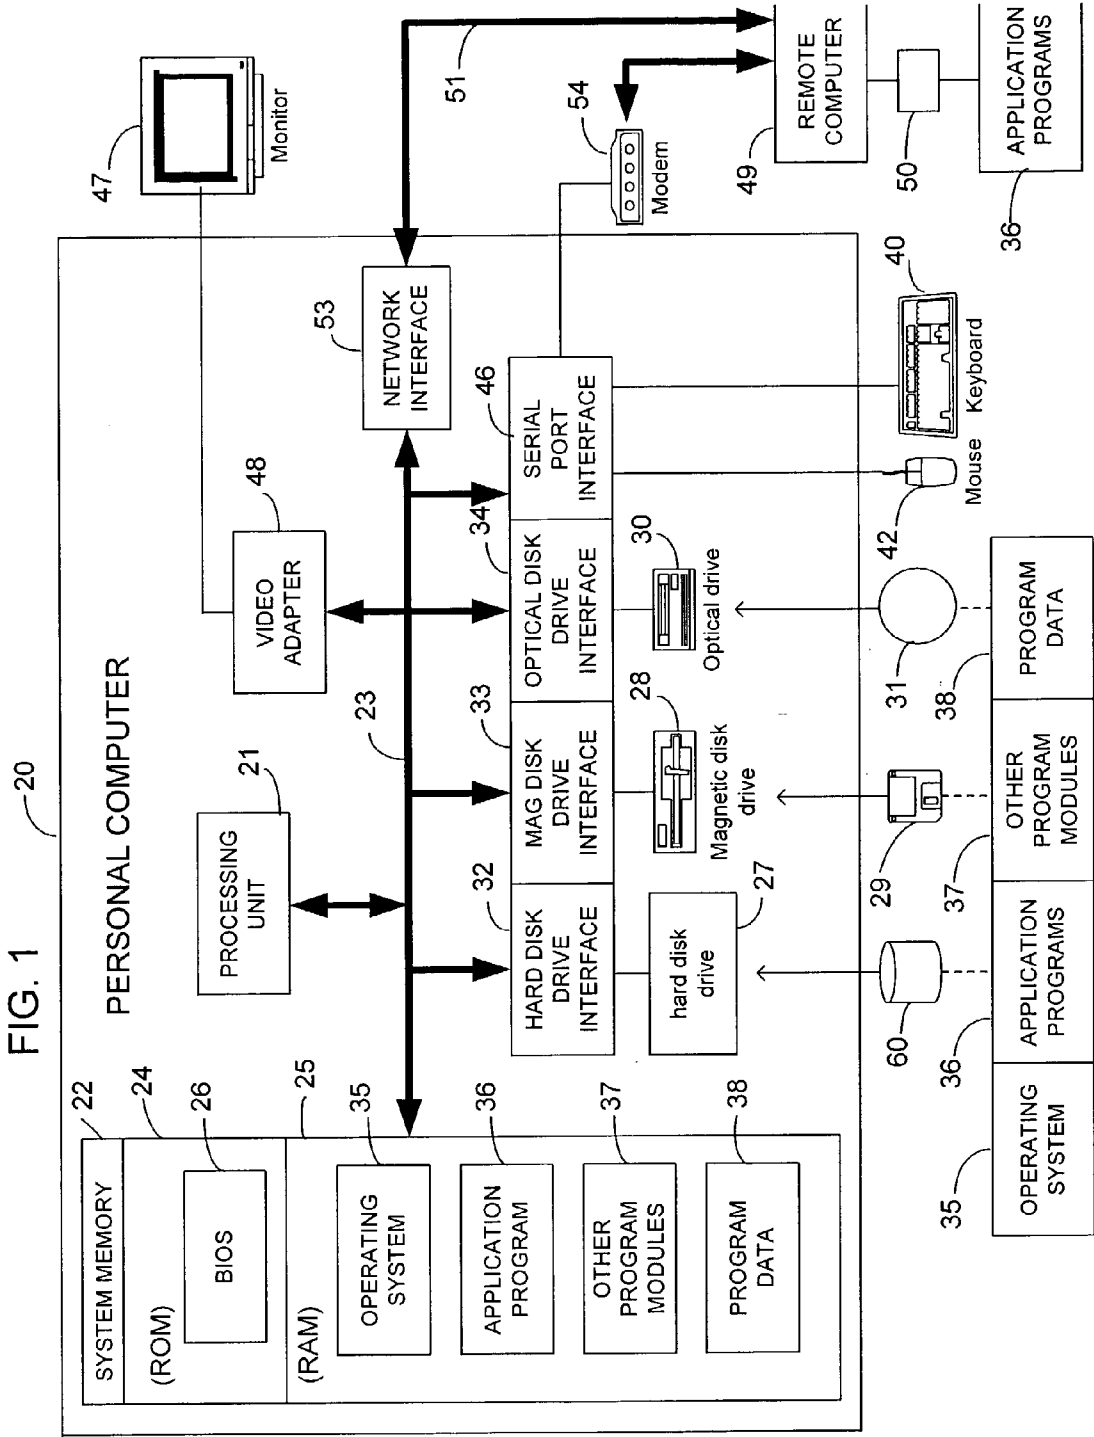 FIG. 1
20
PERSONAL COMPUTER
22
SYSTEM MEMORY
24
(ROM)
26
BIOS
25
(RAM)
35
OPERATING
SYSTEM
36
APPLICATION
PROGRAM
37
OTHER
PROGRAM
MODULES
38
PROGRAM
DATA
21
PROCESSING
UNIT
23
48
VIDEO
ADAPTER
47
Monitor
53
NETWORK
INTERFACE
51
32
HARD DISK
DRIVE
INTERFACE
33
MAG DISK
DRIVE
INTERFACE
34
OPTICAL DISK
DRIVE
INTERFACE
46
SERIAL
PORT
INTERFACE
27
hard disk
drive
28
Magnetic disk
drive
30
Optical drive
54
Modem
49
REMOTE
COMPUTER
50
36
APPLICATION
PROGRAMS
60
29
31
42
Mouse
40
Keyboard
35
OPERATING
SYSTEM
36
APPLICATION
PROGRAMS
37
OTHER
PROGRAM
MODULES
38
PROGRAM
DATA